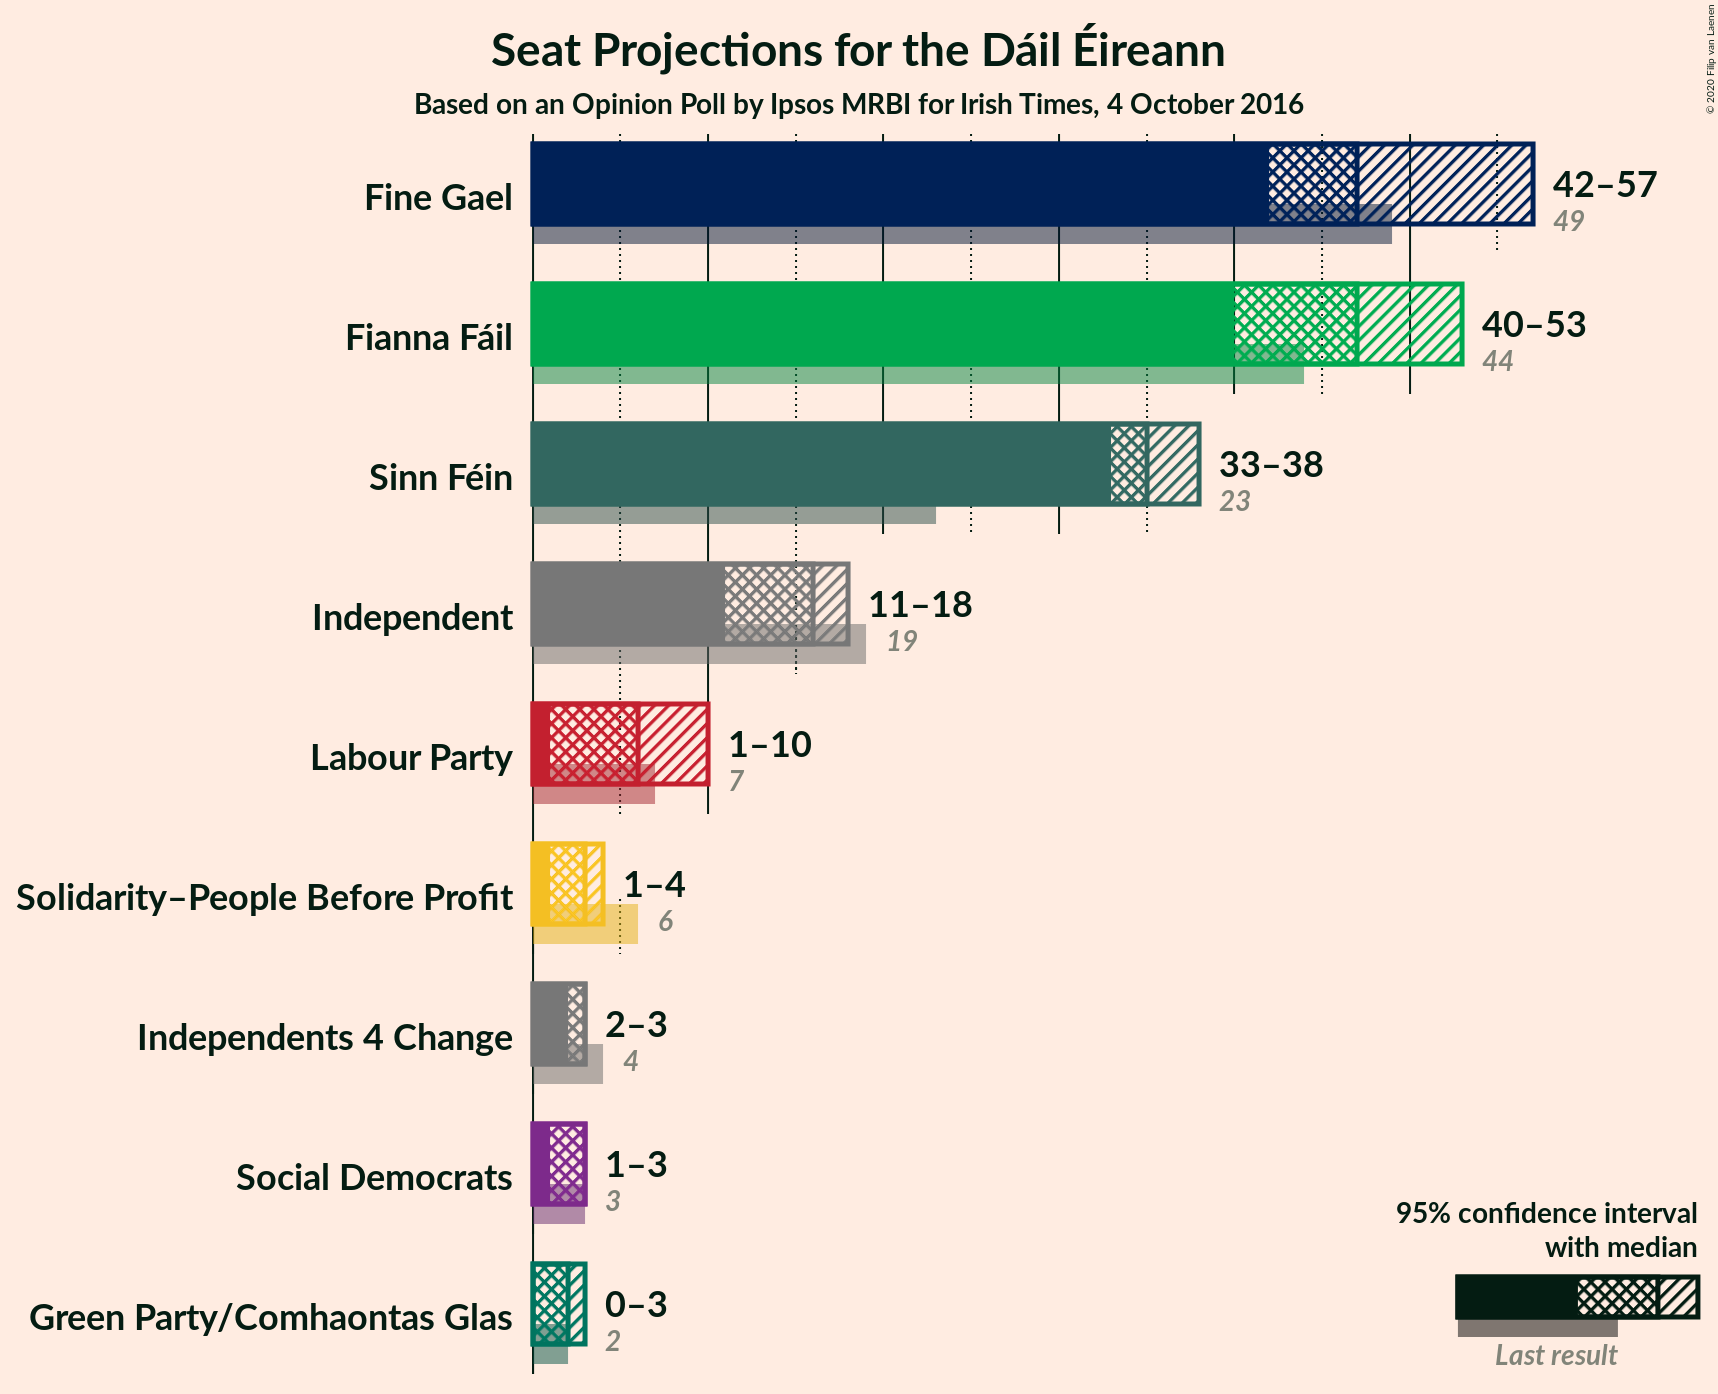 Seat Projections for the Dáil Éireann
Based on an Opinion Poll by Ipsos MRBI for Irish Times, 4 October 2016
© 2020 Filip van Laenen
Fine Gael
42–57
49
Fianna Fáil
40–53
44
Sinn Féin
33–38
23
Independent
11–18
19
Labour Party
1–10
7
Solidarity–People Before Profit
1–4
6
Independents 4 Change
2–3
4
Social Democrats
1–3
3
Green Party/Comhaontas Glas
0–3
2
95% confidence interval
with median
Last result